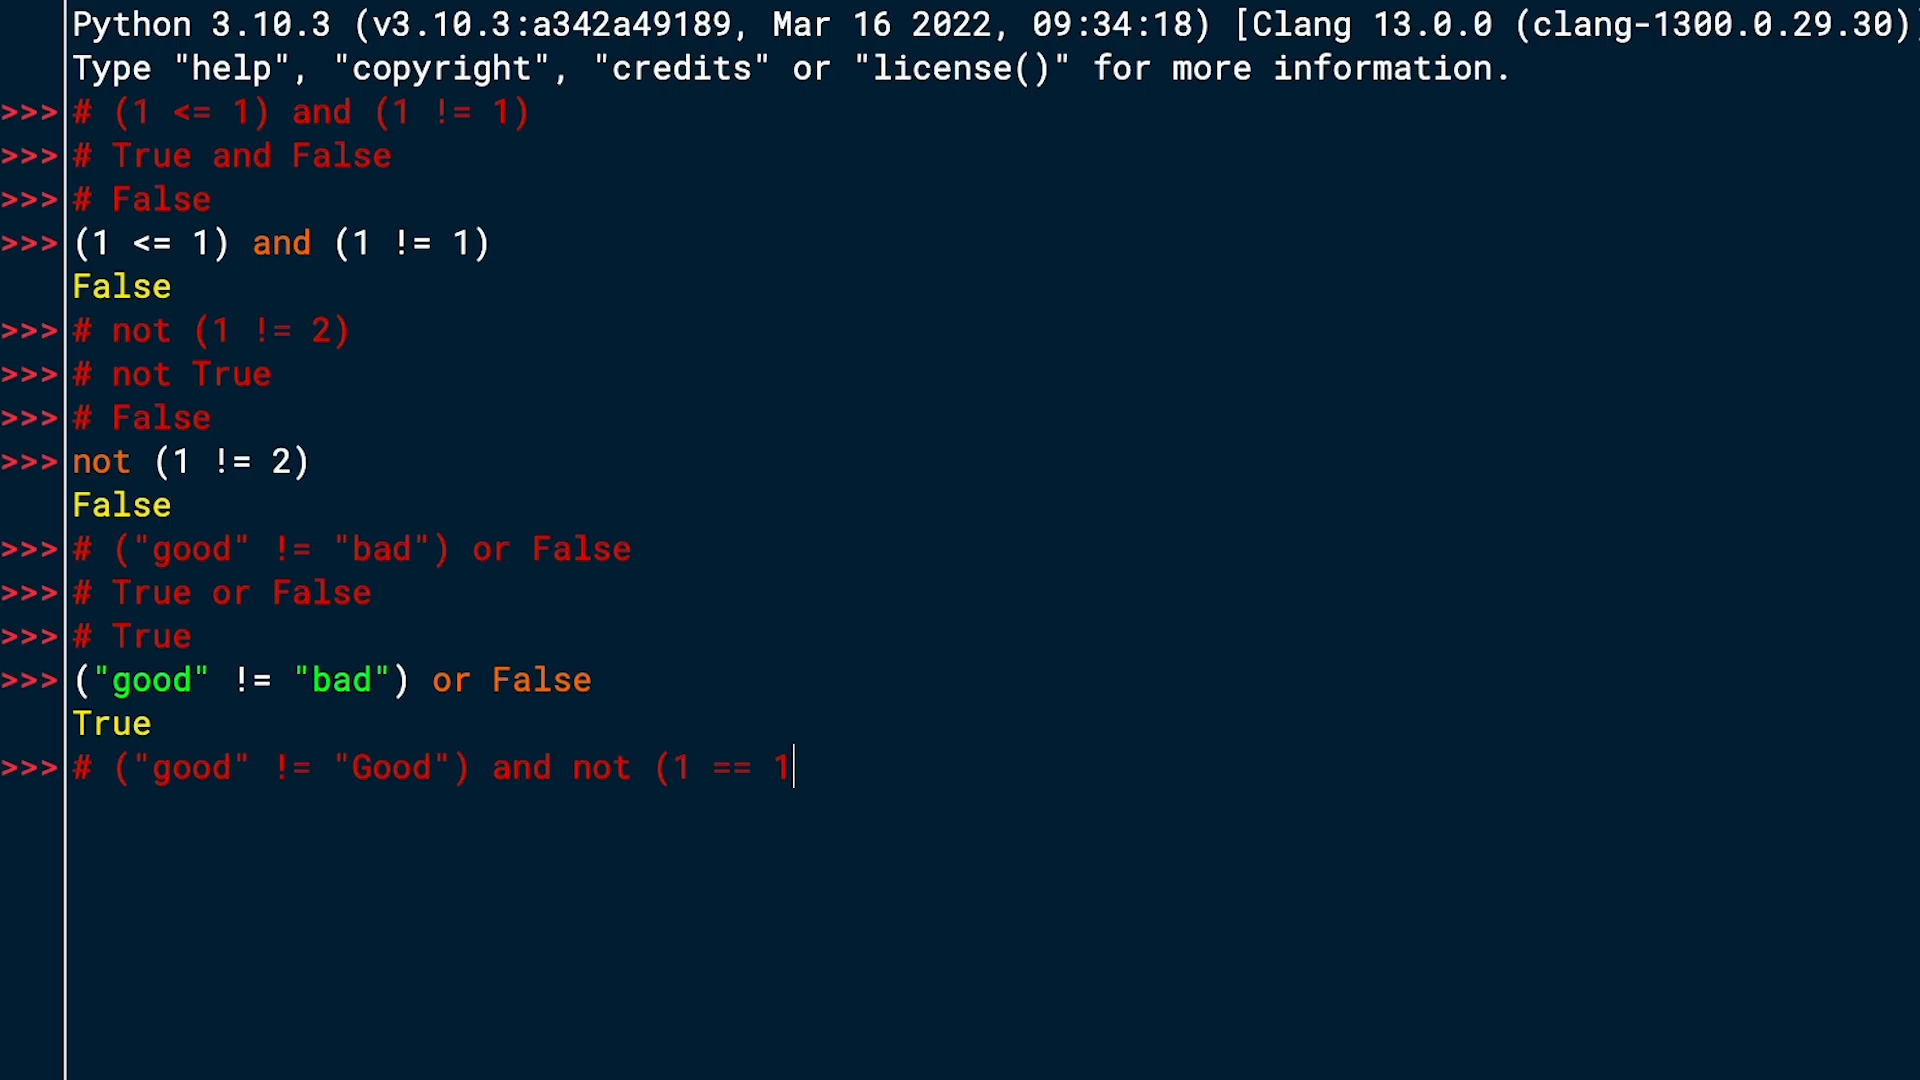 Python 3.10.3 (v3.10.3:a342a49189, Mar 16 2022, 09:34:18) [Clang 13.0.0 (clang-1300.0.29.30)]
Type "help", "copyright", "credits" or "license()" for more information.
>>> # (1 <= 1) and (1 != 1)
>>> # True and False
>>> # False
>>> (1 <= 1) and (1 != 1)
False
>>> # not (1 != 2)
>>> # not True
>>> # False
>>> not (1 != 2)
False
>>> # ("good" != "bad") or False
>>> # True or False
>>> # True
>>> ("good" != "bad") or False
True
>>> # ("good" != "Good") and not (1 == 1